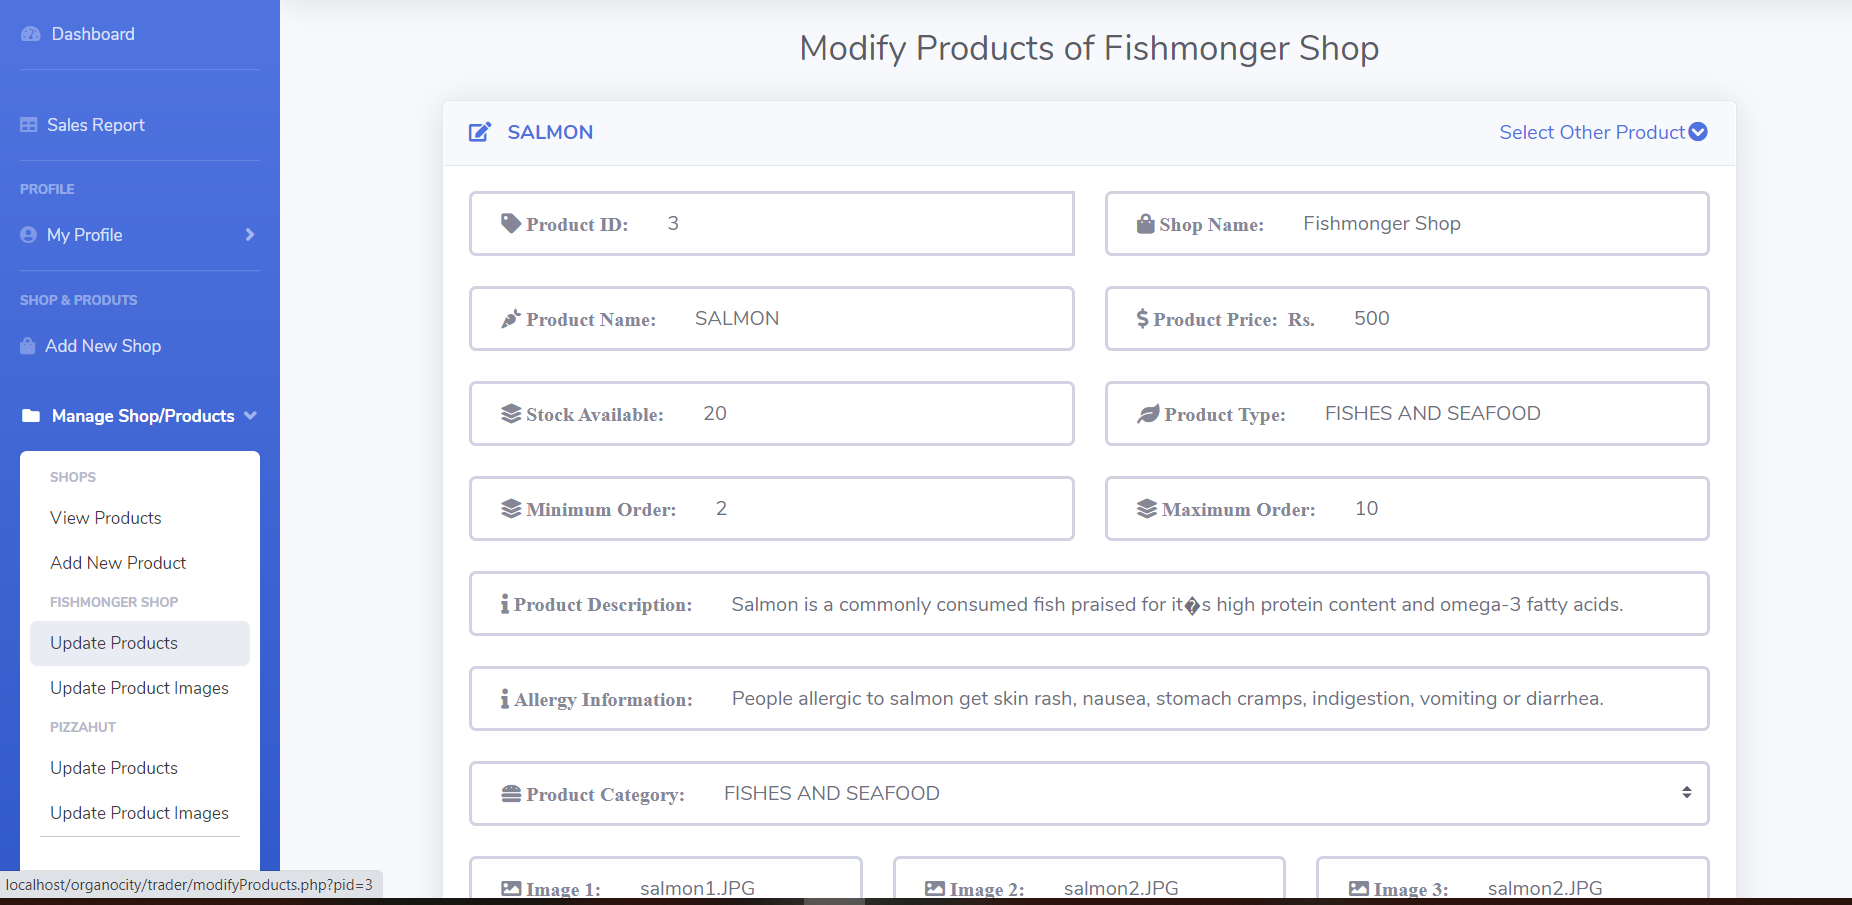 Dashboard
Sales Report
PROFILE
My Profile
SHOP & PRODUTS
Add New Shop
Manage Shop/Products
SHOPS
View Products
Add New Product
FISHMONGER SHOP
Update Products
Update Product Images
PIZZAHUT
Update Products
Update Product Images
localhost/organocity/trader/modifyProducts.php?pid=3
Modify Products of Fishmonger Shop
SALMON
Select Other Product
Product ID: 3
Shop Name: Fishmonger Shop
Product Name: SALMON
Product Price: Rs. 500
Stock Available: 20
Product Type: FISHES AND SEAFOOD
Minimum Order: 2
Maximum Order: 10
Product Description: Salmon is a commonly consumed fish praised for it�s high protein content and omega-3 fatty acids.
Allergy Information: People allergic to salmon get skin rash, nausea, stomach cramps, indigestion, vomiting or diarrhea.
Product Category: FISHES AND SEAFOOD
Image 1: salmon1.JPG
Image 2: salmon2.JPG
Image 3: salmon2.JPG